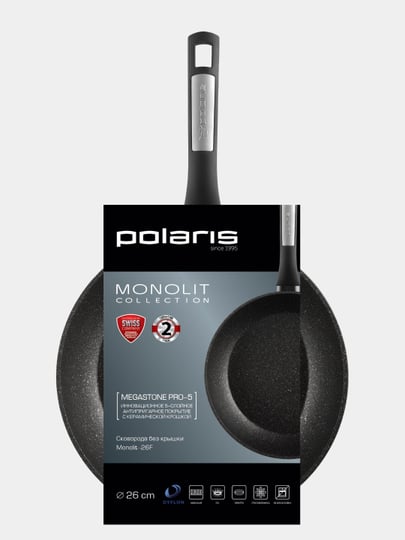 polaris
since 1995
MONOLIT
COLLECTION
SWISS
2
MEGASTONE PRO-5
ИННОВАЦИОННОЕ 5-СЛОЙНОЕ
АНТИПРИГАРНОЕ ПОКРЫТИЕ
С КЕРАМИЧЕСКОЙ КРОШКОЙ
Сковорода без крышки
Monolit-26F
Ø 26 cm